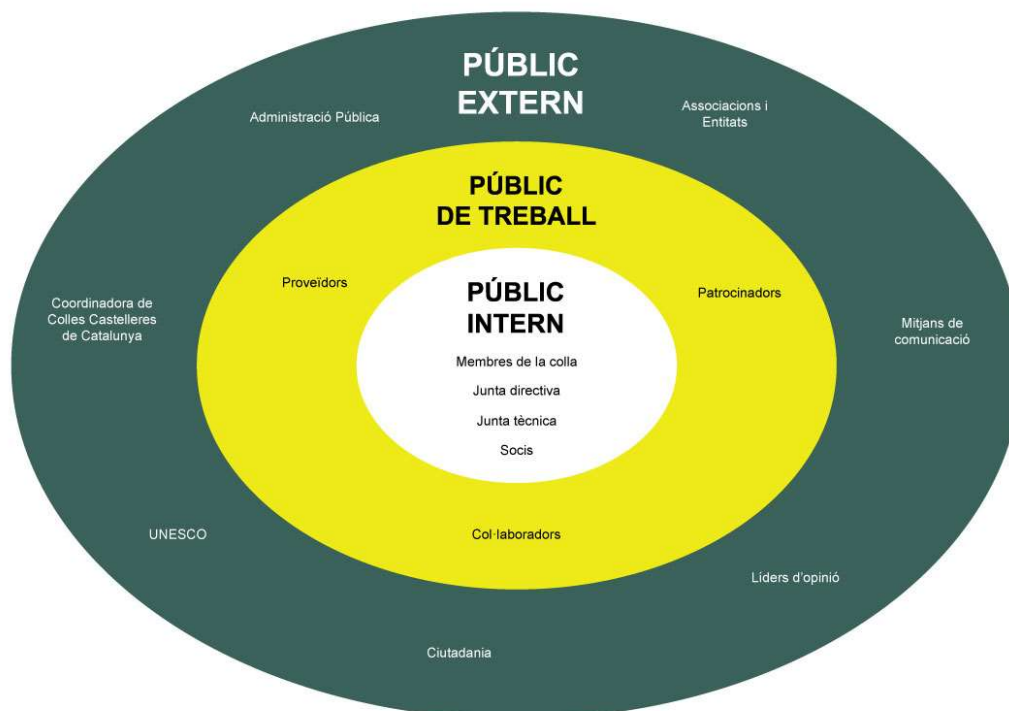 PÚBLIC
EXTERN
Administració Pública
Associacions i
Entitats
PÚBLIC
DE TREBALL
Proveïdors
Patrocinadors
PÚBLIC
INTERN
Membres de la colla
Junta directiva
Junta tècnica
Socis
Coordinadora de
Colles Castelleres
de Catalunya
Mitjans de
comunicació
UNESCO
Col·laboradors
Líders d'opinió
Ciutadania